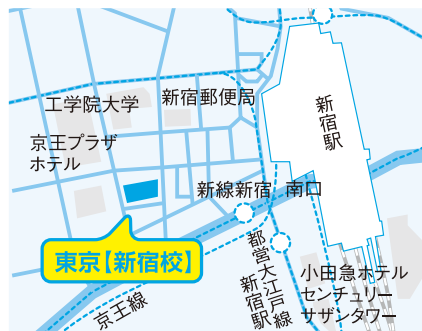 工学院大学
新宿郵便局
新宿駅
京王プラザ
ホテル
新線新宿
南口
東京【新宿校】
都営大江戸線
新宿駅
京王線
小田急ホテル
センチュリー
サザンタワー